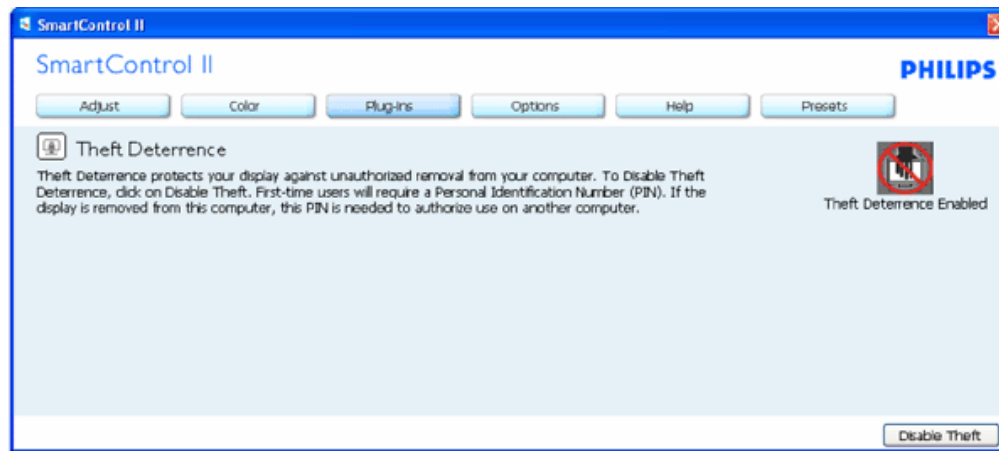 SmartControl II
SmartControl II
PHILIPS
Adjust
Color
Plug-Ins
Options
Help
Presets
Theft Deterrence
Theft Deterrence protects your display against unauthorized removal from your computer. To Disable Theft
Deterrence, click on Disable Theft. First-time users will require a Personal Identification Number (PIN). If the
display is removed from this computer, this PIN is needed to authorize use on another computer.
Theft Deterrence Enabled
Disable Theft